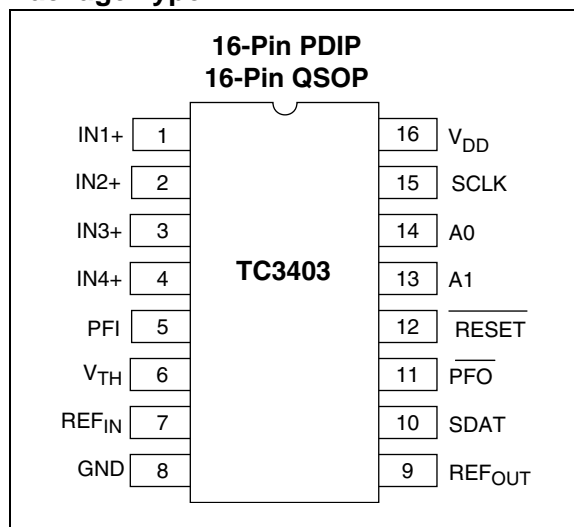 16-Pin PDIP
16-Pin QSOP
IN1+ 1 16 VDD
IN2+ 2 15 SCLK
IN3+ 3 14 A0
IN4+ 4 TC3403 13 A1
PFI 5 12 RESET
VTH 6 11 PFO
REFIN 7 10 SDAT
GND 8 9 REFOUT